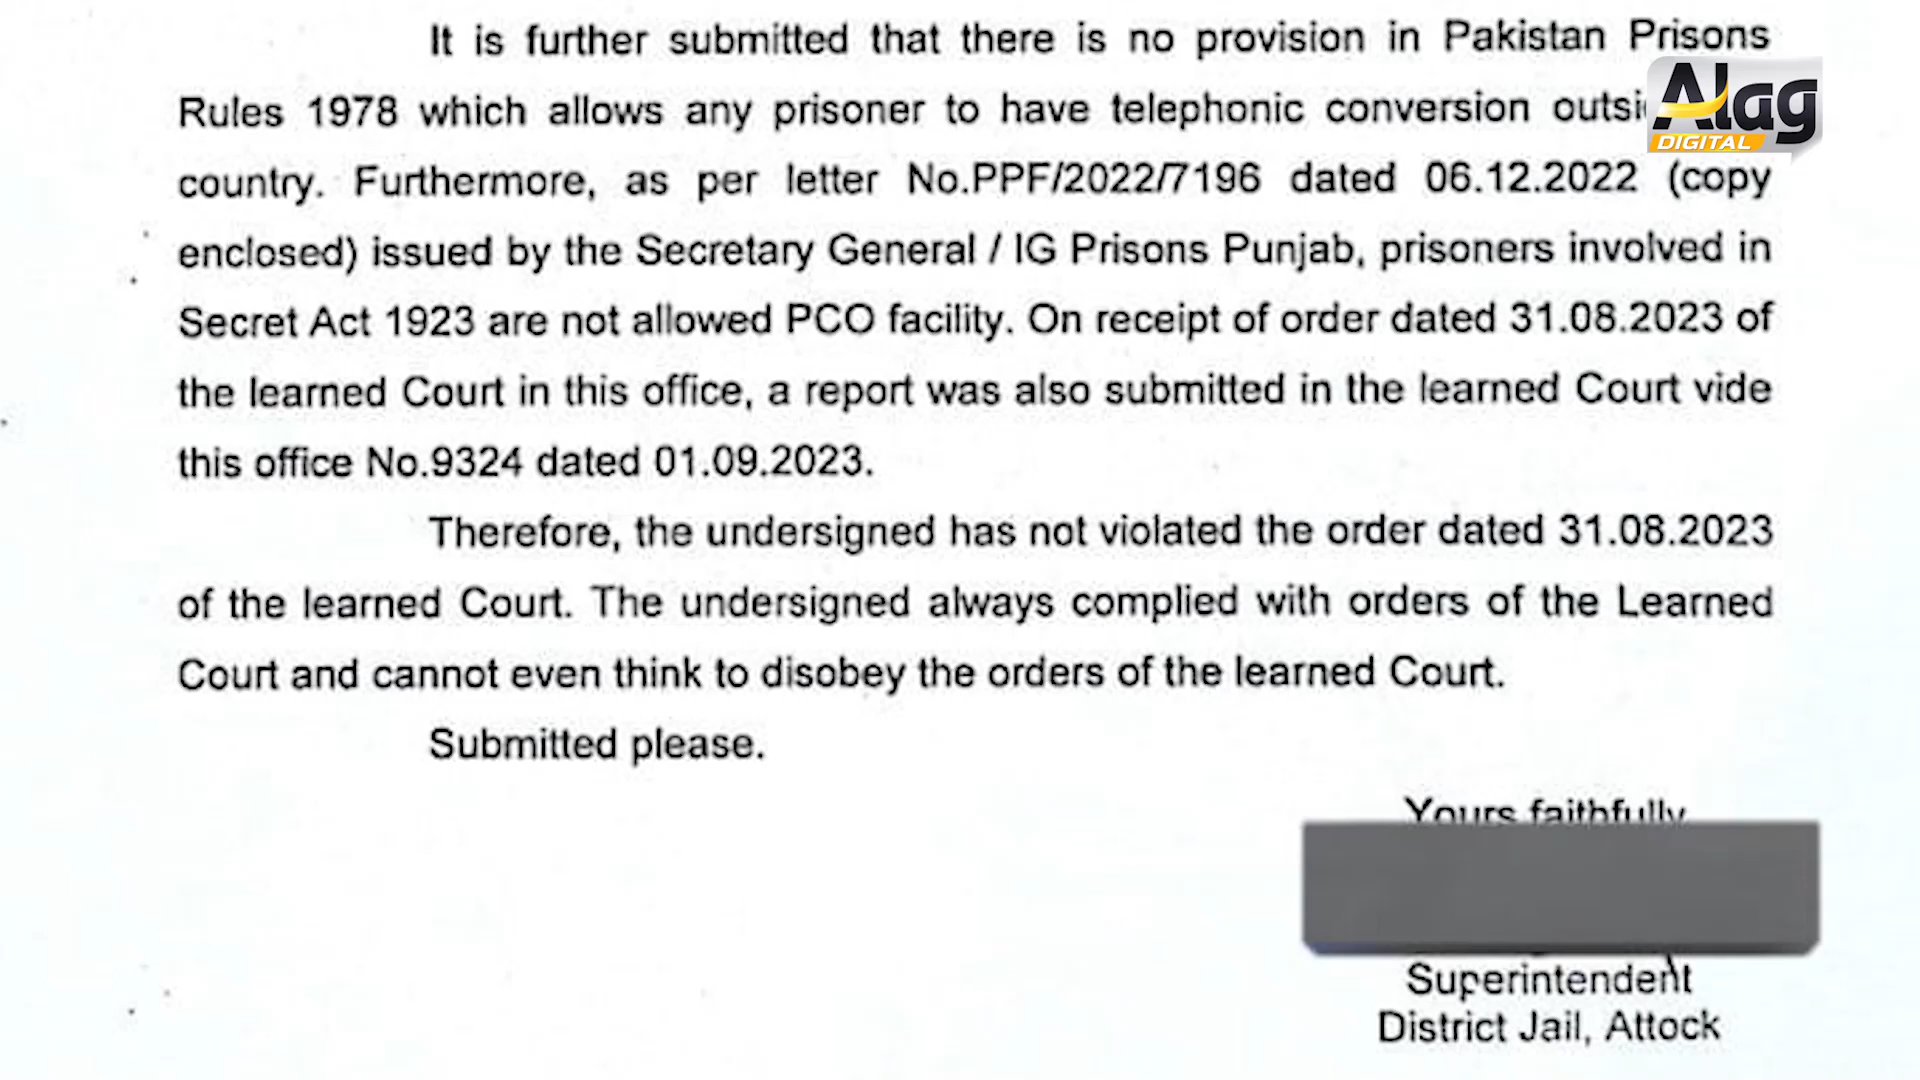 It is further submitted that there is no provision in Pakistan Prisons
Rules 1978 which allows any prisoner to have telephonic conversion
country. Furthermore, as per letter No.PPF/2022/7196 dated 06.12.2022 (copy
enclosed) issued by the Secretary General / IG Prisons Punjab, prisoners involved in
Secret Act 1923 are not allowed PCO facility. On receipt of order dated 31.08.2023 of
the learned Court in this office, a report was also submitted in the learned Court vide
this office No.9324 dated 01.09.2023.
Therefore, the undersigned has not violated the order dated 31.08.2023
of the learned Court. The undersigned always complied with orders of the Learned
Court and cannot even think to disobey the orders of the learned Court.
Submitted please.
Yours faithfully
Superintendent
District Jail, Attock
Alag
DIGITAL